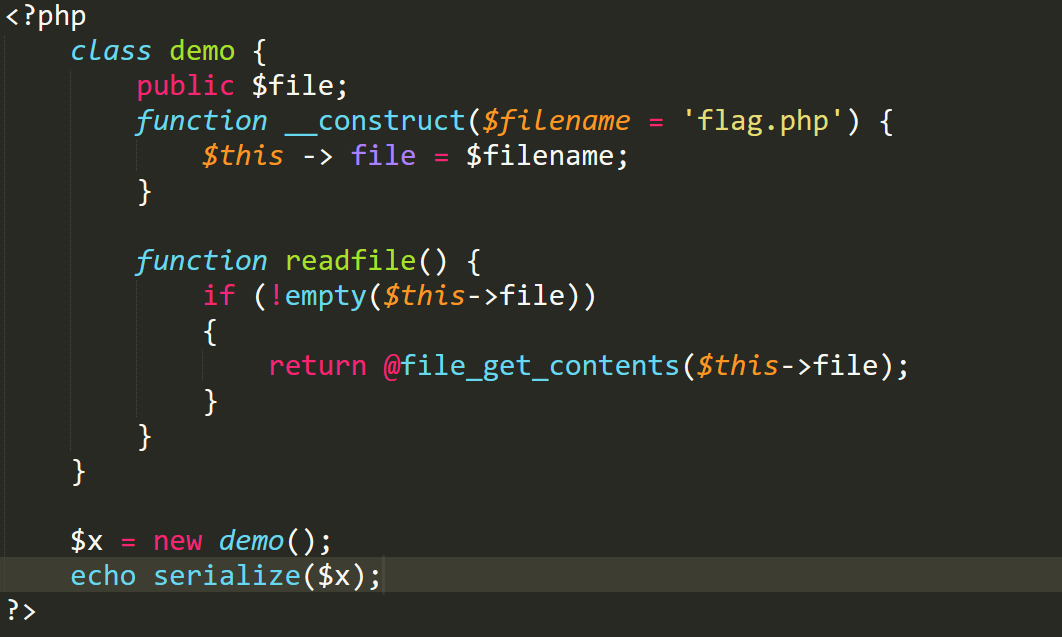 <?php
    class demo {
        public $file;
        function __construct($filename = 'flag.php') {
            $this -> file = $filename;
        }

        function readfile() {
            if (!empty($this->file))
            {
                return @file_get_contents($this->file);
            }
        }
    }

    $x = new demo();
    echo serialize($x);
?>